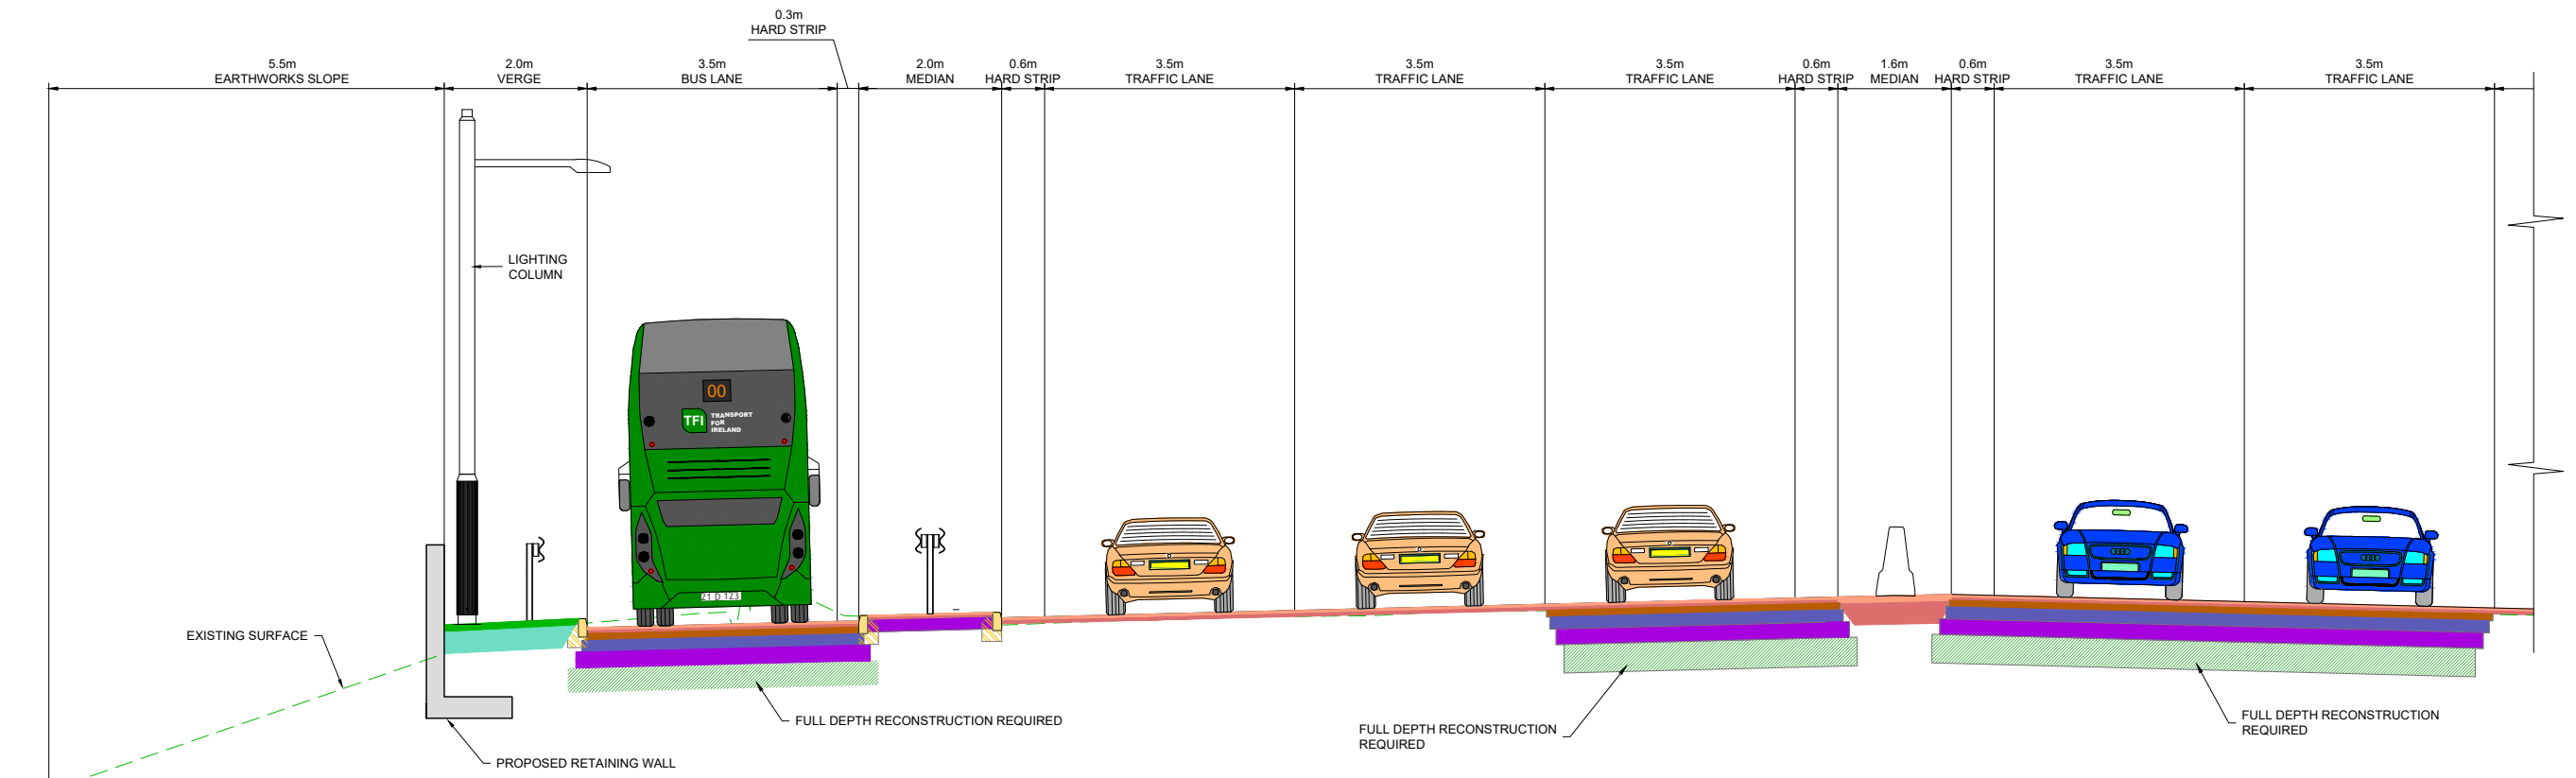 0.3m
HARD STRIP
5.5m
EARTHWORKS SLOPE
2.0m
VERGE
3.5m
BUS LANE
2.0m
MEDIAN
0.6m
HARD STRIP
3.5m
TRAFFIC LANE
3.5m
TRAFFIC LANE
3.5m
TRAFFIC LANE
0.6m
HARD STRIP
1.6m
MEDIAN
0.6m
HARD STRIP
3.5m
TRAFFIC LANE
3.5m
TRAFFIC LANE
LIGHTING
COLUMN
00
TFI
TRANSPORT
FOR
IRELAND
21 D 123
EXISTING SURFACE
FULL DEPTH RECONSTRUCTION REQUIRED
PROPOSED RETAINING WALL
FULL DEPTH RECONSTRUCTION
REQUIRED
FULL DEPTH RECONSTRUCTION
REQUIRED